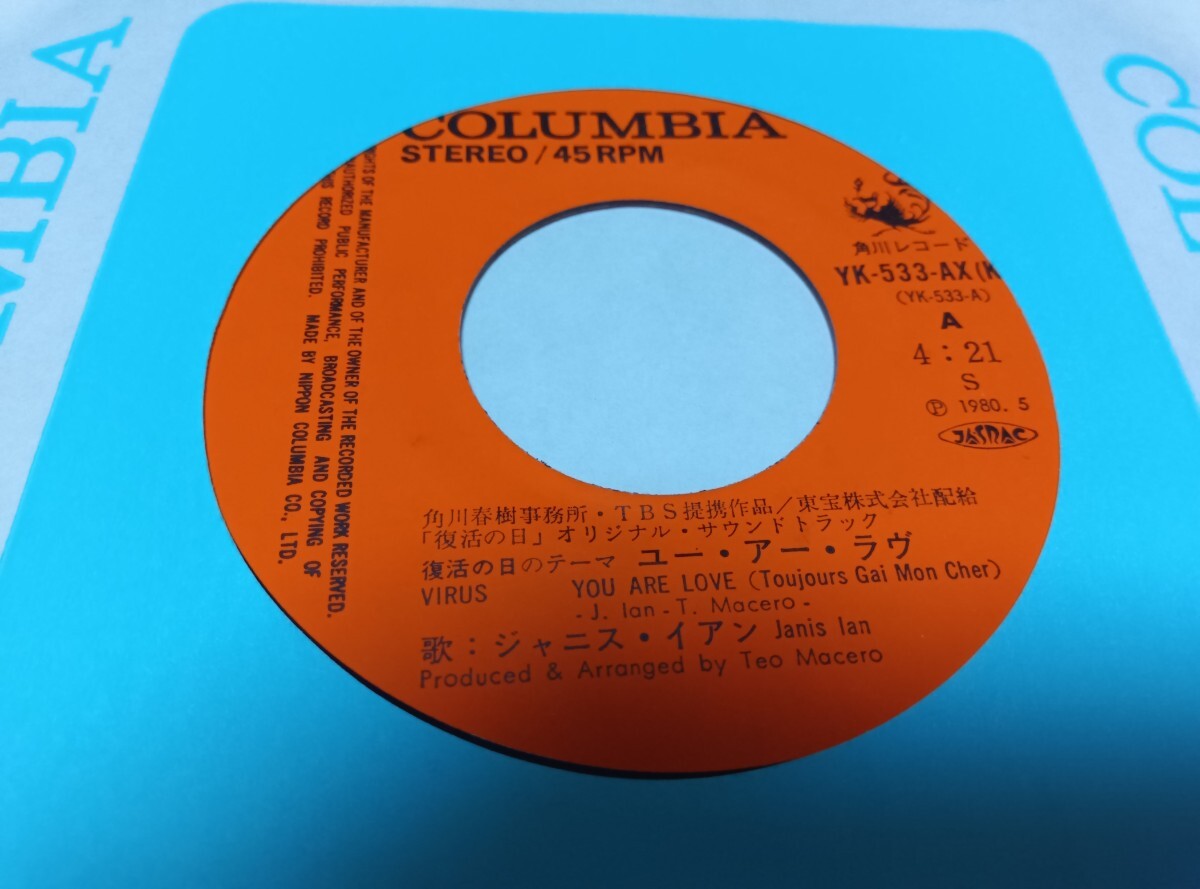 MBIA
COL
COLUMBIA
STEREO / 45 RPM
RIGHTS OF THE MANUFACTURER AND OF THE OWNER OF THE RECORDED WORK RESERVED.
UNAUTHORIZED PUBLIC PERFORMANCE, BROADCASTING AND COPYING OF
THIS RECORD PROHIBITED. MADE BY NIPPON COLUMBIA CO., LTD.
角川レコード
YK-533-AX(K
(YK-533-A)
A
4:21
S
Ⓟ 1980. 5
JASRAC
角川春樹事務所・TBS提携作品/東宝株式会社配給
「復活の日」オリジナル・サウンドトラック
復活の日のテーマ ユー・アー・ラヴ
VIRUS YOU ARE LOVE (Toujours Gai Mon Cher)
- J. Ian - T. Macero -
歌:ジャニス・イアン Janis Ian
Produced & Arranged by Teo Macero